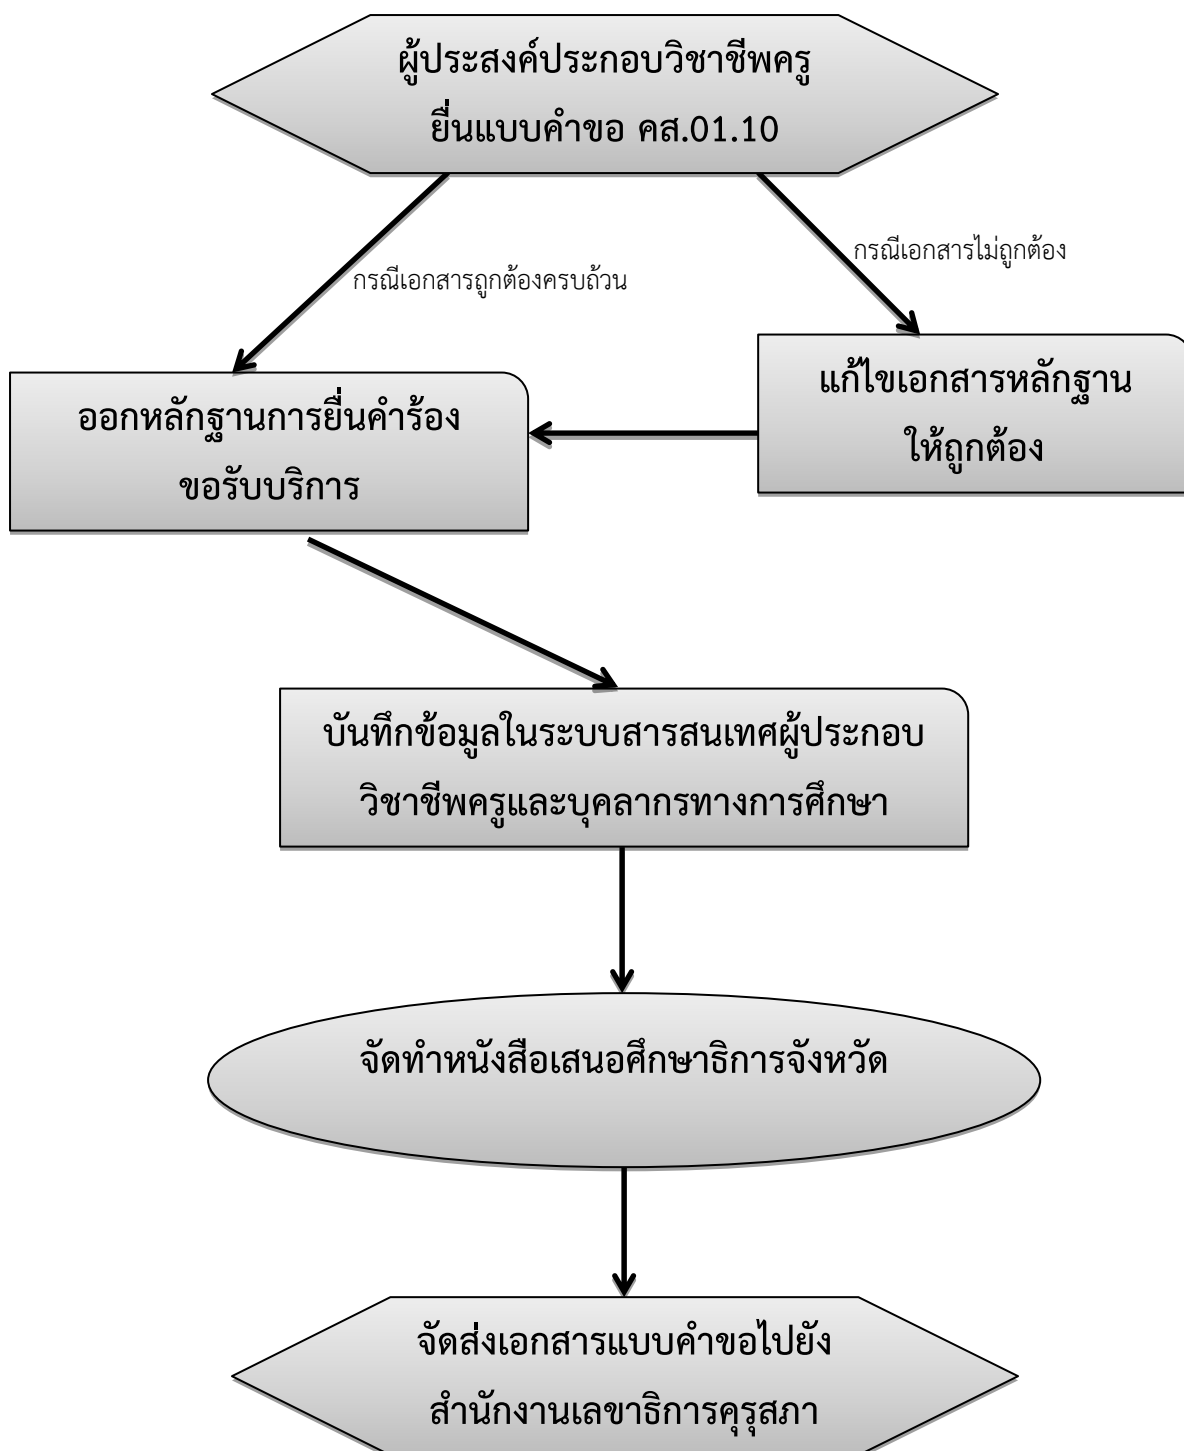 ผู้ประสงค์ประกอบวิชาชีพครู
ยื่นแบบคำขอ คส.01.10
กรณีเอกสารไม่ถูกต้อง
กรณีเอกสารถูกต้องครบถ้วน
แก้ไขเอกสารหลักฐาน
ให้ถูกต้อง
ออกหลักฐานการยื่นคำร้อง
ขอรับบริการ
บันทึกข้อมูลในระบบสารสนเทศผู้ประกอบ
วิชาชีพครูและบุคลากรทางการศึกษา
จัดทำหนังสือเสนอศึกษาธิการจังหวัด
จัดส่งเอกสารแบบคำขอไปยัง
สำนักงานเลขาธิการคุรุสภา